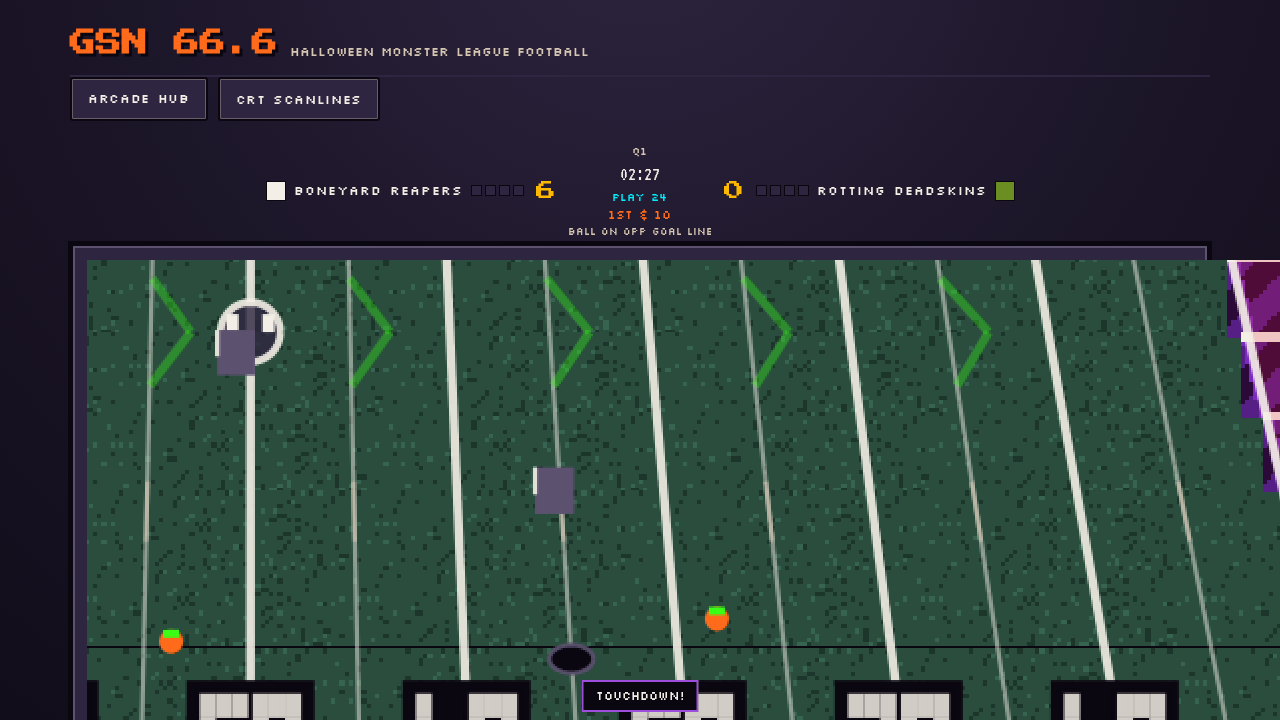 GSN 66.6
HALLOWEEN MONSTER LEAGUE FOOTBALL
ARCADE HUB
CRT SCANLINES
Q1
02:27
BONEYARD REAPERS 6
0 ROTTING DEADSKINS
PLAY 24
1ST & 10
BALL ON OPP GOAL LINE
TOUCHDOWN!